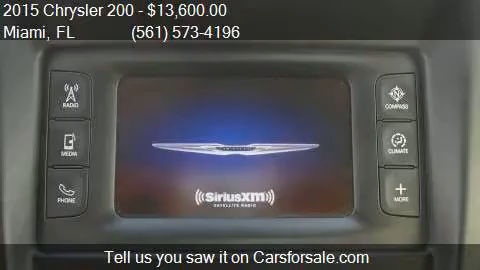 2015 Chrysler 200 - $13,600.00
Miami, FL (561) 573-4196
RADIO
COMPASS
MEDIA
CLIMATE
PHONE
MORE
SiriusXM
SATELLITE RADIO
Tell us you saw it on Carsforsale.com